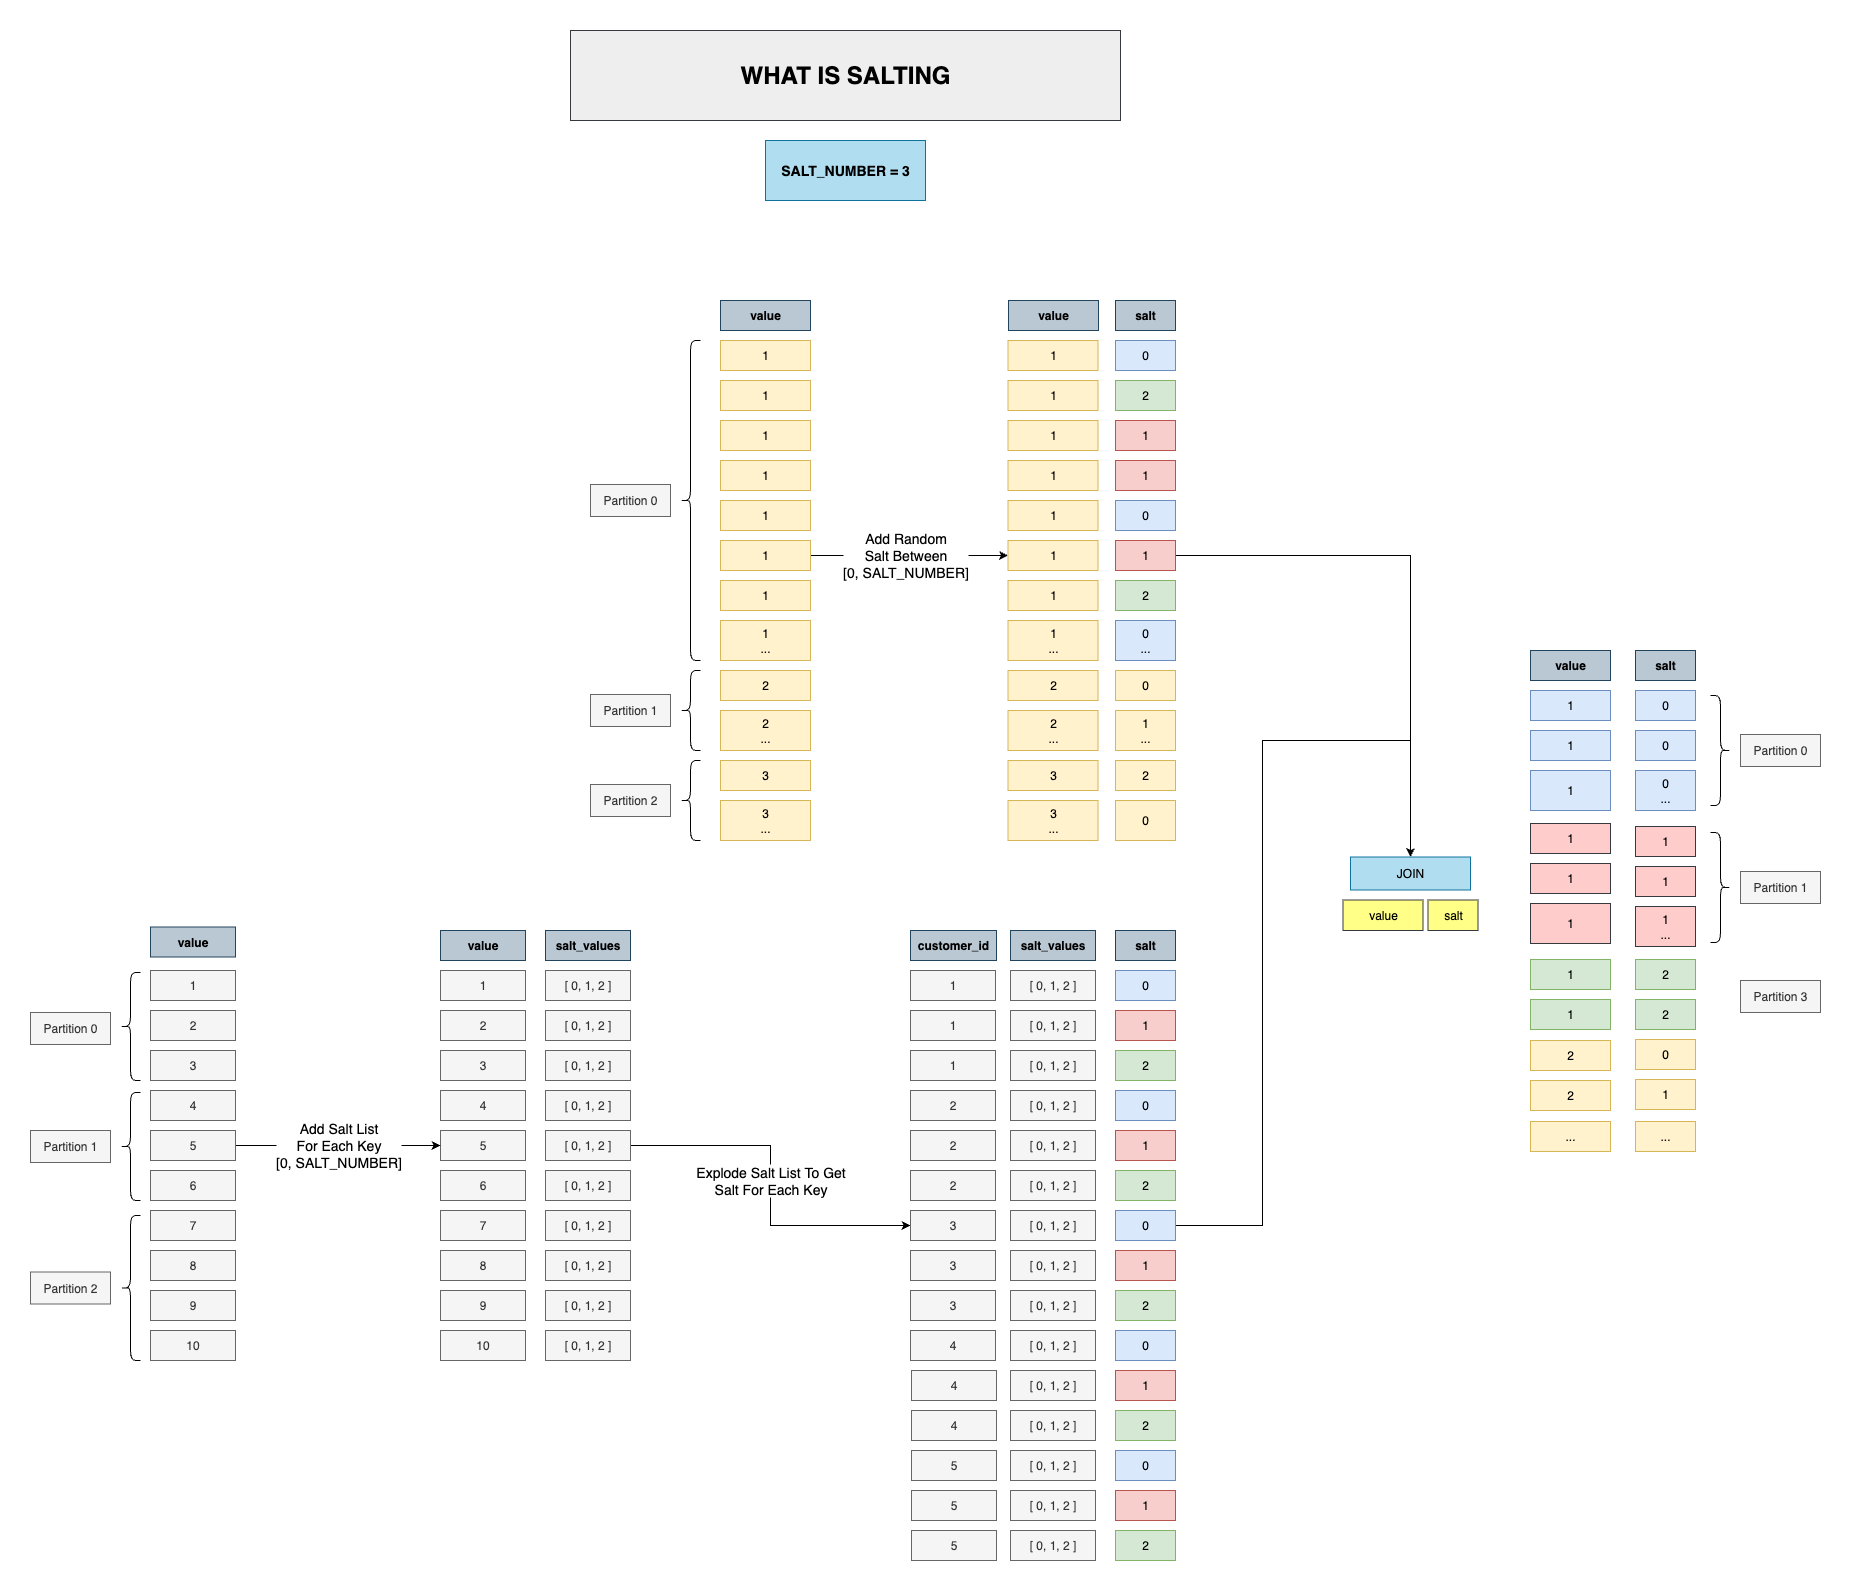 WHAT IS SALTING
SALT_NUMBER = 3
value
1
1
1
1
1
1
1
1
...
2
2
...
3
3
...
Partition 0
Partition 1
Partition 2
Add Random
Salt Between
[0, SALT_NUMBER]
value salt
1 0
1 2
1 1
1 1
1 0
1 1
1 2
1 0
... ...
2 0
2 1
... ...
3 2
3 0
...
value
1
2
3
4
5
6
7
8
9
10
Partition 0
Partition 1
Partition 2
Add Salt List
For Each Key
[0, SALT_NUMBER]
value salt_values
1 [ 0, 1, 2 ]
2 [ 0, 1, 2 ]
3 [ 0, 1, 2 ]
4 [ 0, 1, 2 ]
5 [ 0, 1, 2 ]
6 [ 0, 1, 2 ]
7 [ 0, 1, 2 ]
8 [ 0, 1, 2 ]
9 [ 0, 1, 2 ]
10 [ 0, 1, 2 ]
Explode Salt List To Get
Salt For Each Key
customer_id salt_values salt
1 [ 0, 1, 2 ] 0
1 [ 0, 1, 2 ] 1
1 [ 0, 1, 2 ] 2
2 [ 0, 1, 2 ] 0
2 [ 0, 1, 2 ] 1
2 [ 0, 1, 2 ] 2
3 [ 0, 1, 2 ] 0
3 [ 0, 1, 2 ] 1
3 [ 0, 1, 2 ] 2
4 [ 0, 1, 2 ] 0
4 [ 0, 1, 2 ] 1
4 [ 0, 1, 2 ] 2
5 [ 0, 1, 2 ] 0
5 [ 0, 1, 2 ] 1
5 [ 0, 1, 2 ] 2
JOIN
value salt
value salt
1 0
1 0
1 0
...
1 1
1 1
1 1
...
1 2
1 2
2 0
2 1
... ...
Partition 0
Partition 1
Partition 3